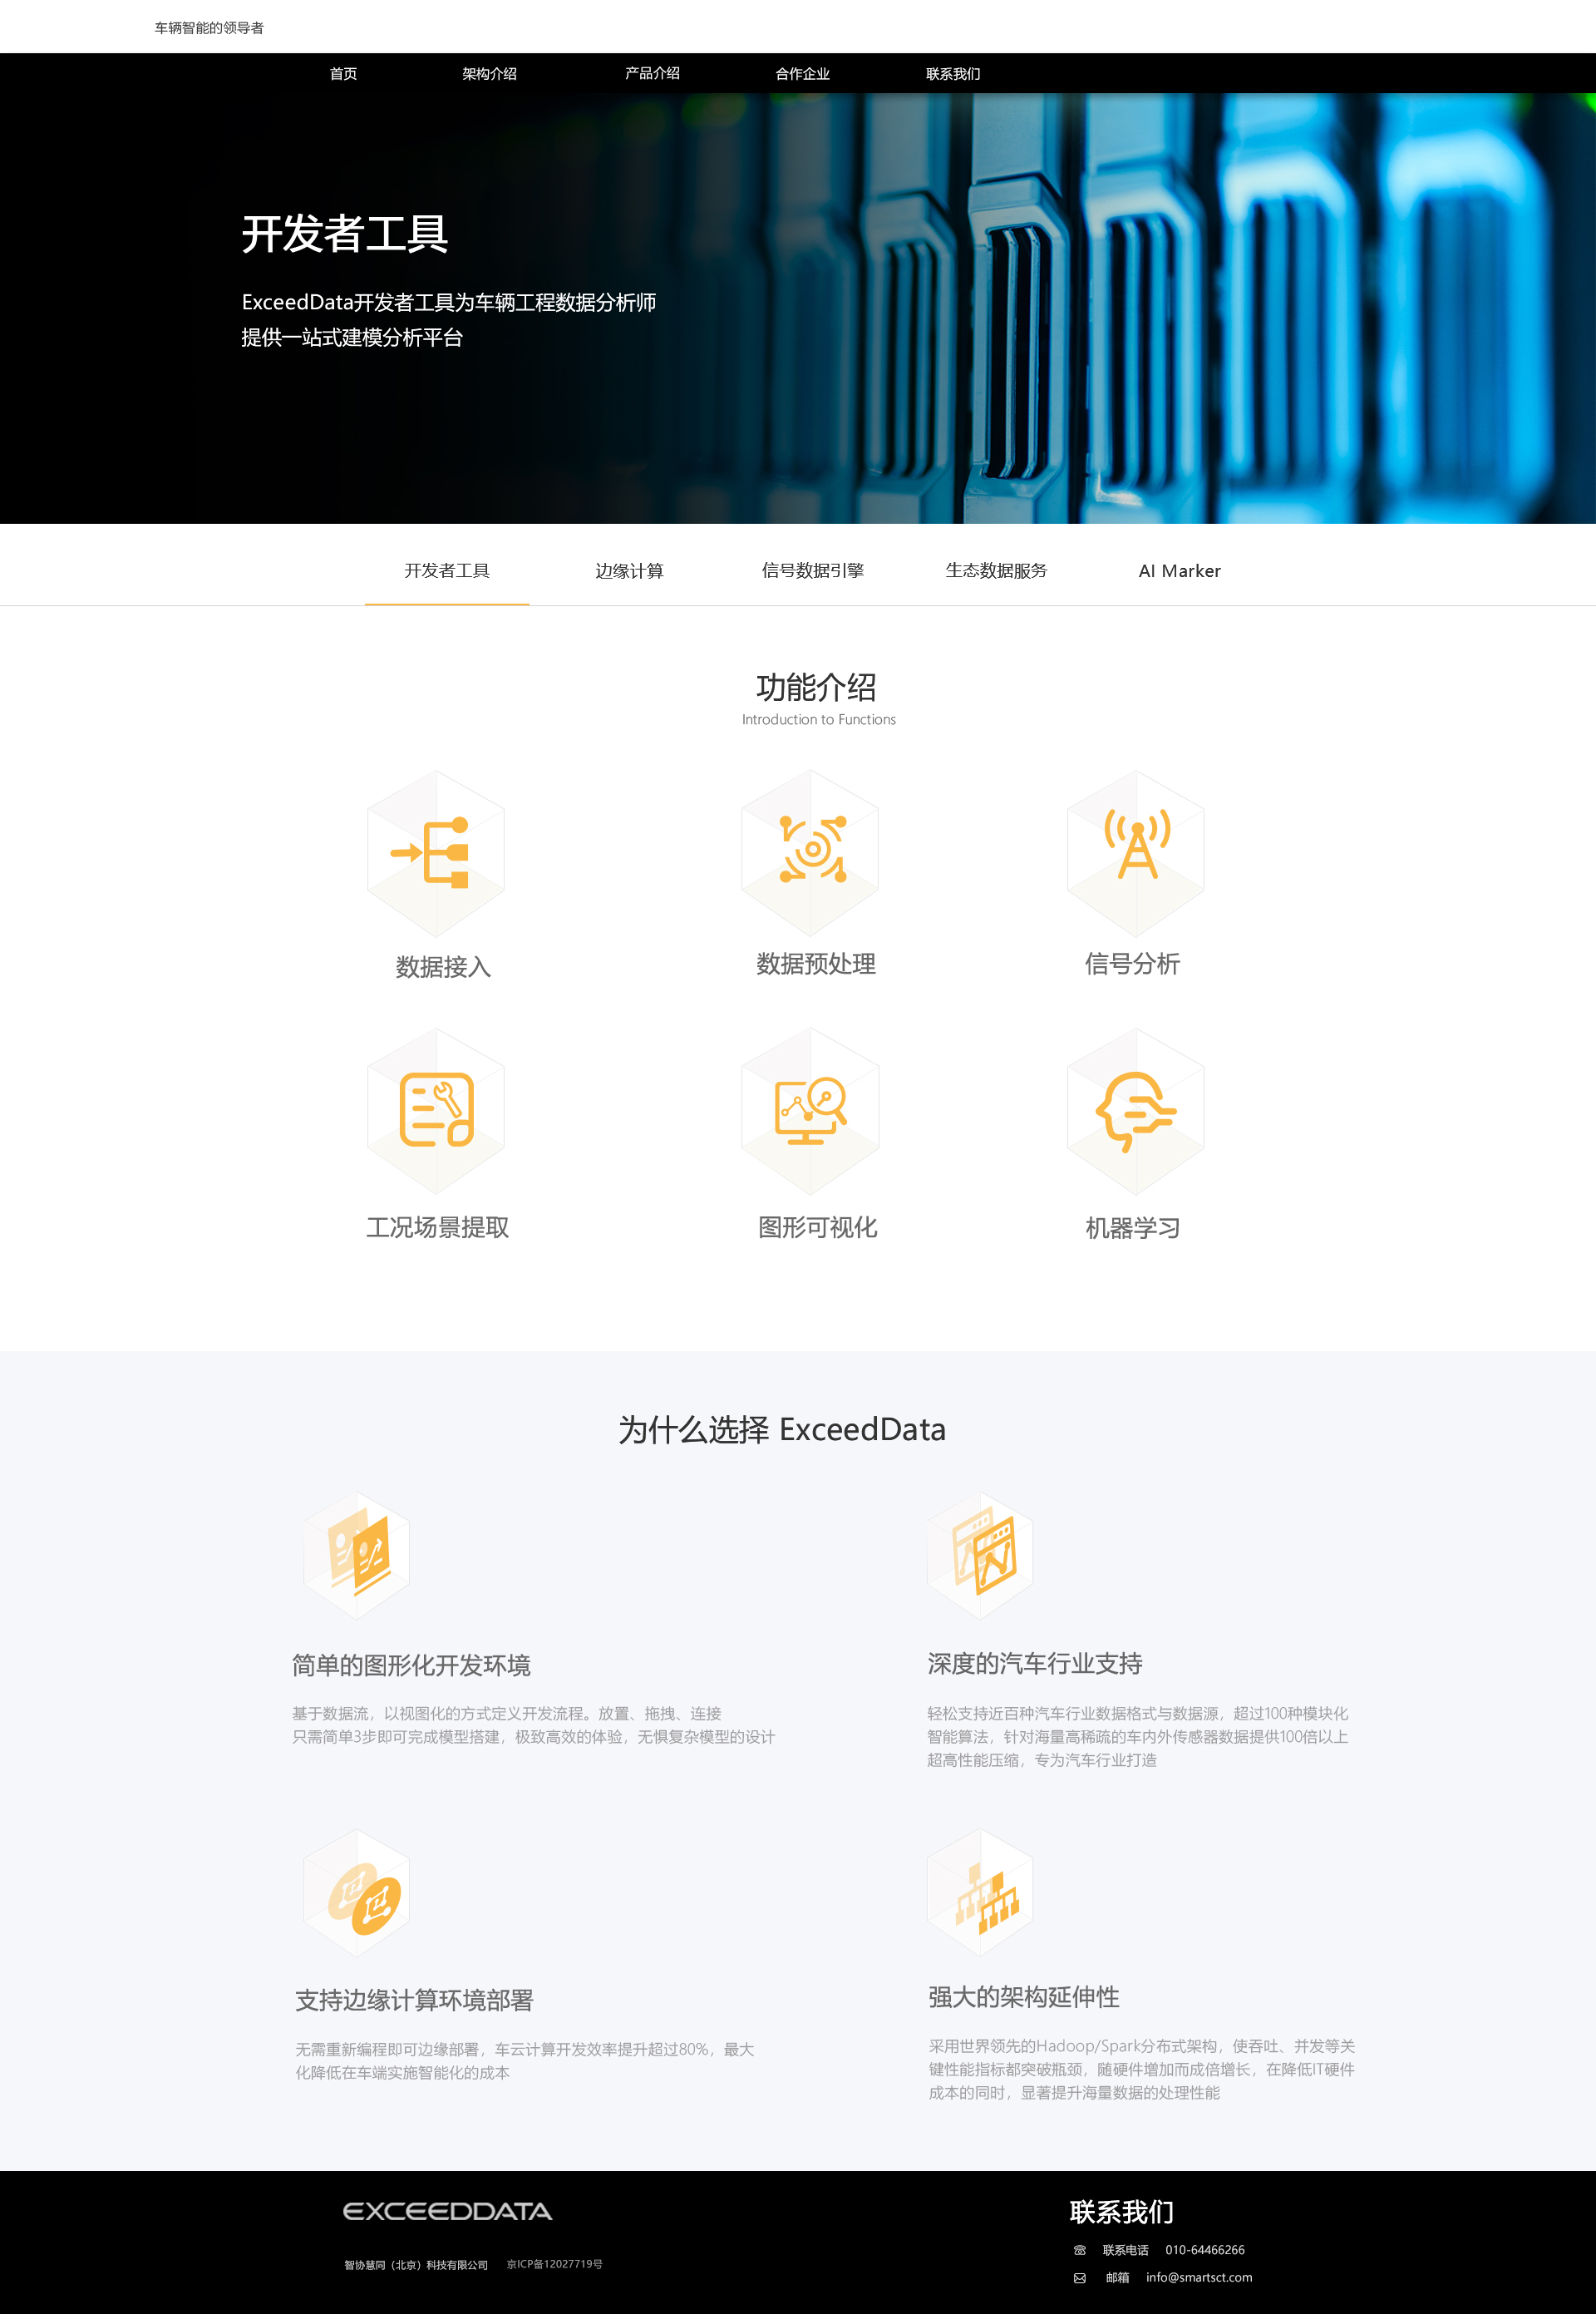 车辆智能的领导者
首页 架构介绍 产品介绍 合作企业 联系我们
开发者工具
ExceedData开发者工具为车辆工程数据分析师
提供一站式建模分析平台
开发者工具 边缘计算 信号数据引擎 生态数据服务 AI Marker
功能介绍
Introduction to Functions
数据接入 数据预处理 信号分析
工况场景提取 图形可视化 机器学习
为什么选择 ExceedData
简单的图形化开发环境
基于数据流，以视图化的方式定义开发流程。放置、拖拽、连接
只需简单3步即可完成模型搭建，极致高效的体验，无惧复杂模型的设计
深度的汽车行业支持
轻松支持近百种汽车行业数据格式与数据源，超过100种模块化
智能算法，针对海量高稀疏的车内外传感器数据提供100倍以上
超高性能压缩，专为汽车行业打造
支持边缘计算环境部署
无需重新编程即可边缘部署，车云计算开发效率提升超过80%，最大
化降低在车端实施智能化的成本
强大的架构延伸性
采用世界领先的Hadoop/Spark分布式架构，使吞吐、并发等关
键性能指标都突破瓶颈，随硬件增加而成倍增长，在降低IT硬件
成本的同时，显著提升海量数据的处理性能
EXCEEDDATA
智协慧同（北京）科技有限公司 京ICP备12027719号
联系我们
联系电话 010-64466266
邮箱 info@smartsct.com